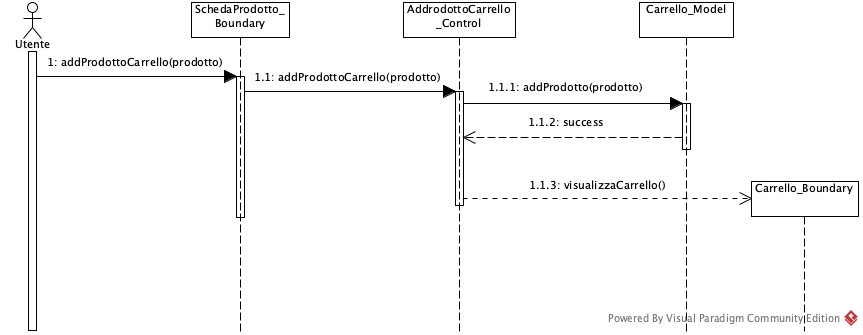 Utente
SchedaProdotto_
Boundary
AddrodottoCarrello
_Control
Carrello_Model
1: addProdottoCarrello(prodotto)
1.1: addProdottoCarrello(prodotto)
1.1.1: addProdotto(prodotto)
1.1.2: success
1.1.3: visualizzaCarrello()
Carrello_Boundary
Powered By Visual Paradigm Community Edition